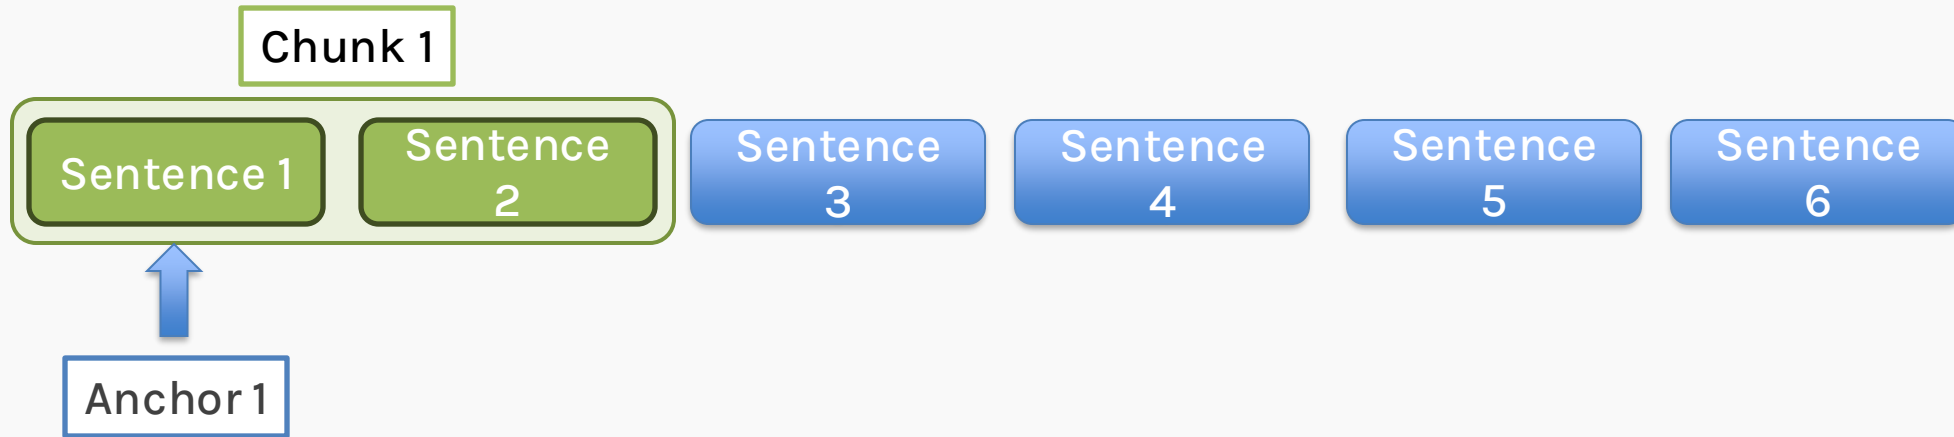 Chunk 1
Sentence 1
Sentence
2
Sentence
3
Sentence
4
Sentence
5
Sentence
6
Anchor 1